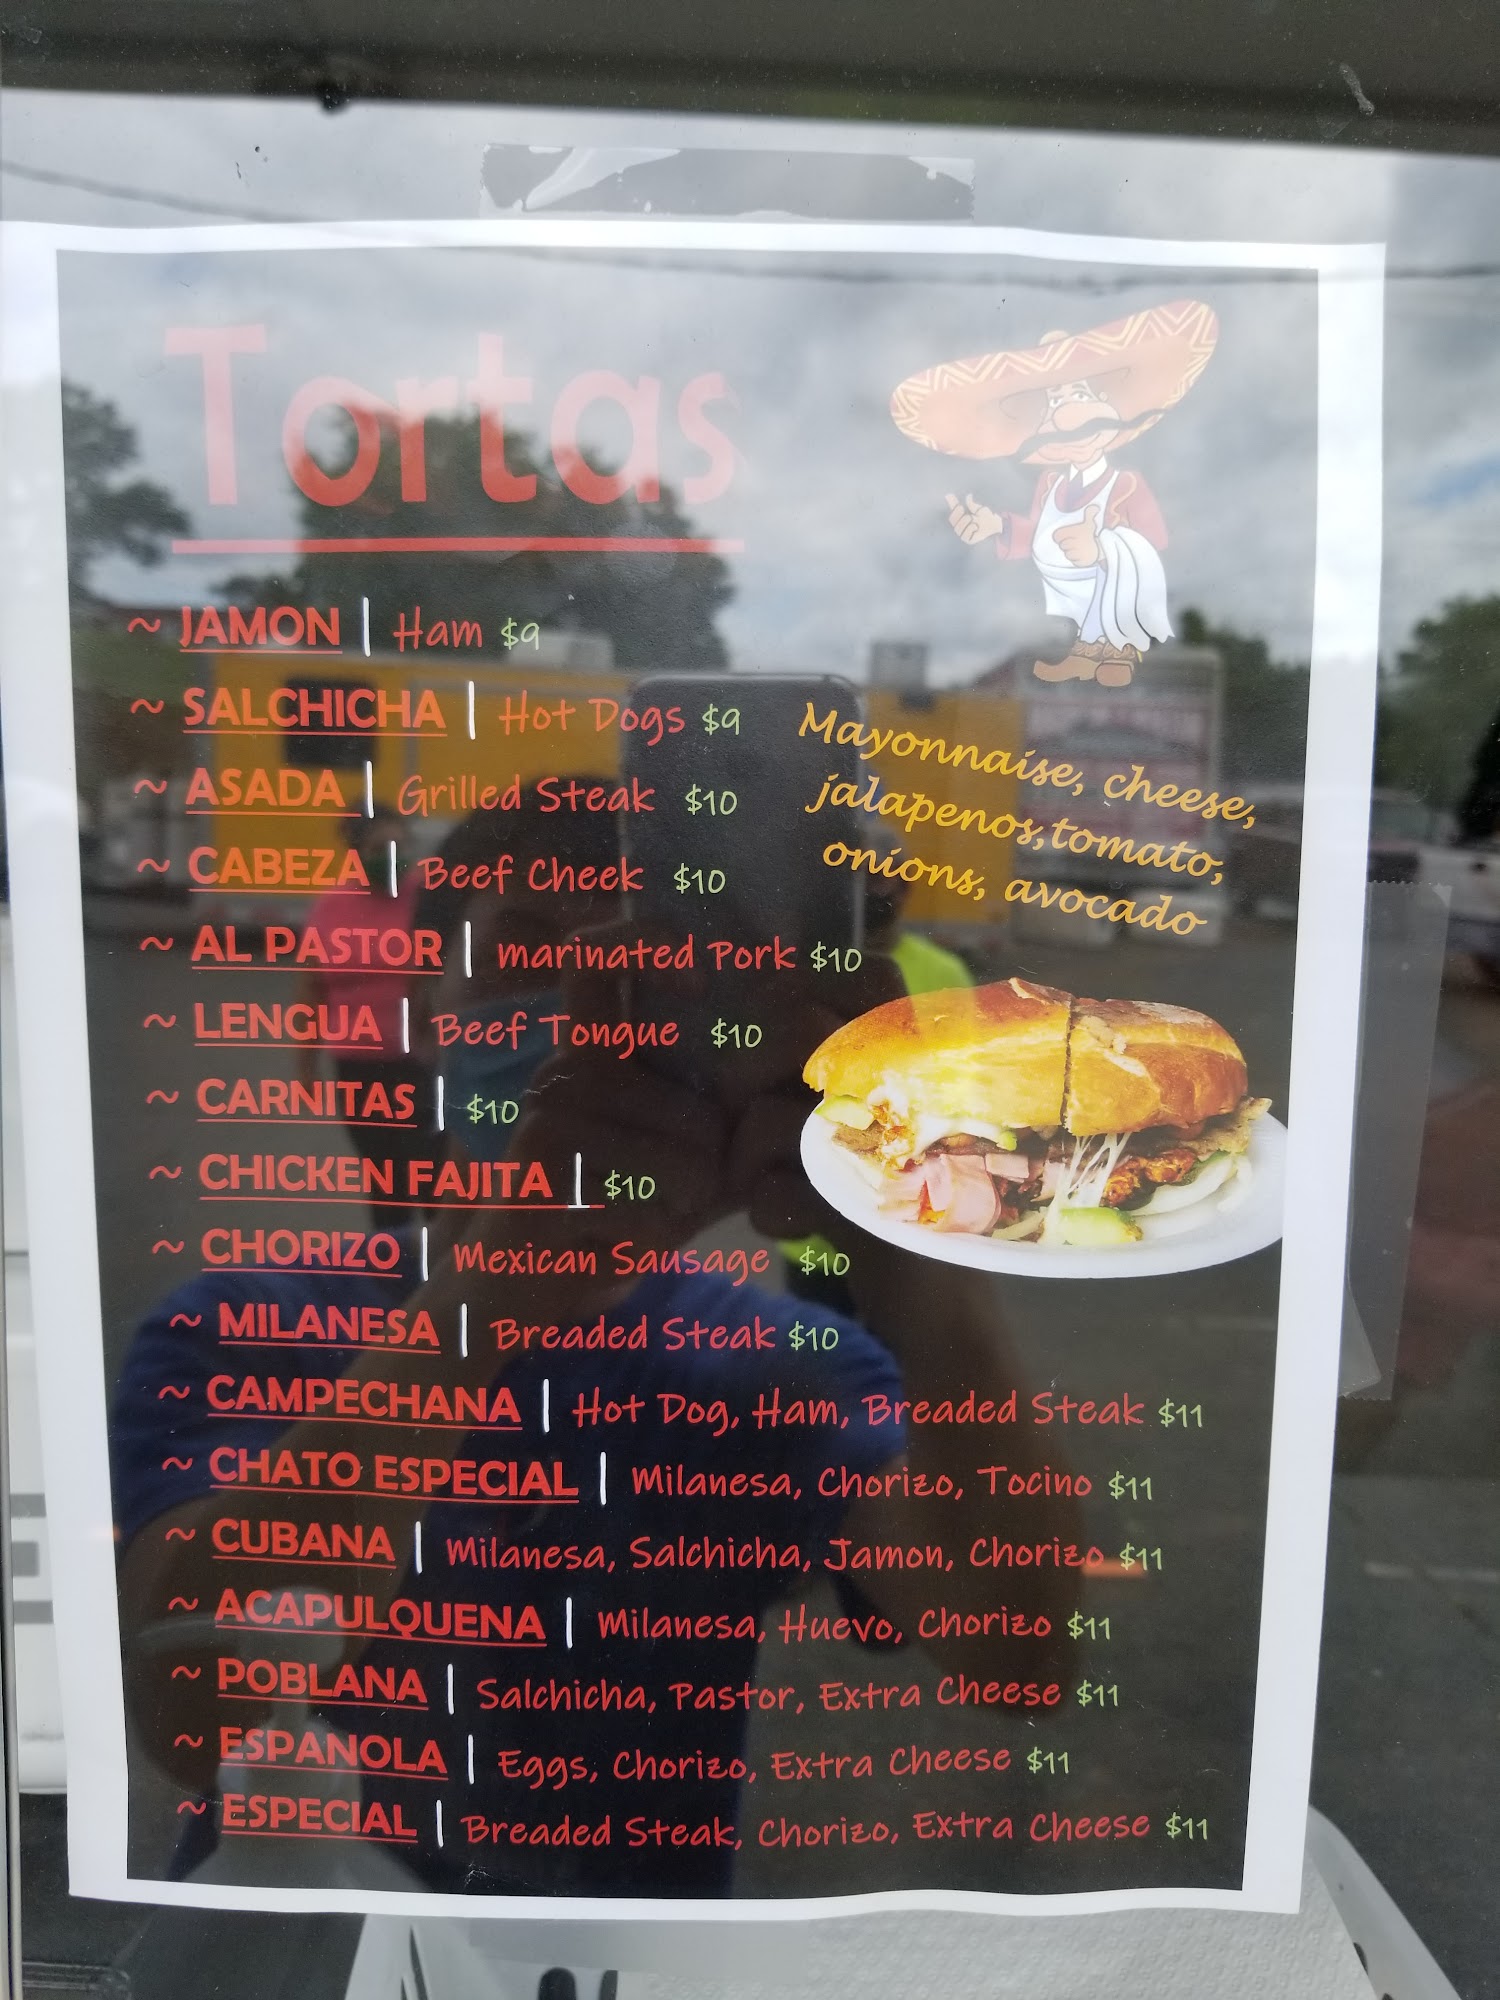 Tortas
~ JAMON | Ham $9
~ SALCHICHA | Hot Dogs $9
~ ASADA | Grilled Steak $10
~ CABEZA | Beef Cheek $10
~ AL PASTOR | marinated Pork $10
~ LENGUA | Beef Tongue $10
~ CARNITAS | $10
~ CHICKEN FAJITA | $10
~ CHORIZO | Mexican Sausage $10
~ MILANESA | Breaded Steak $10
~ CAMPECHANA | Hot Dog, Ham, Breaded Steak $11
~ CHATO ESPECIAL | Milanesa, Chorizo, Tocino $11
~ CUBANA | Milanesa, Salchicha, Jamon, Chorizo $11
~ ACAPULQUENA | Milanesa, Huevo, Chorizo $11
~ POBLANA | Salchicha, Pastor, Extra Cheese $11
~ ESPANOLA | Eggs, Chorizo, Extra Cheese $11
~ ESPECIAL | Breaded Steak, Chorizo, Extra Cheese $11
Mayonnaise, cheese,
jalapenos,tomato,
onions, avocado